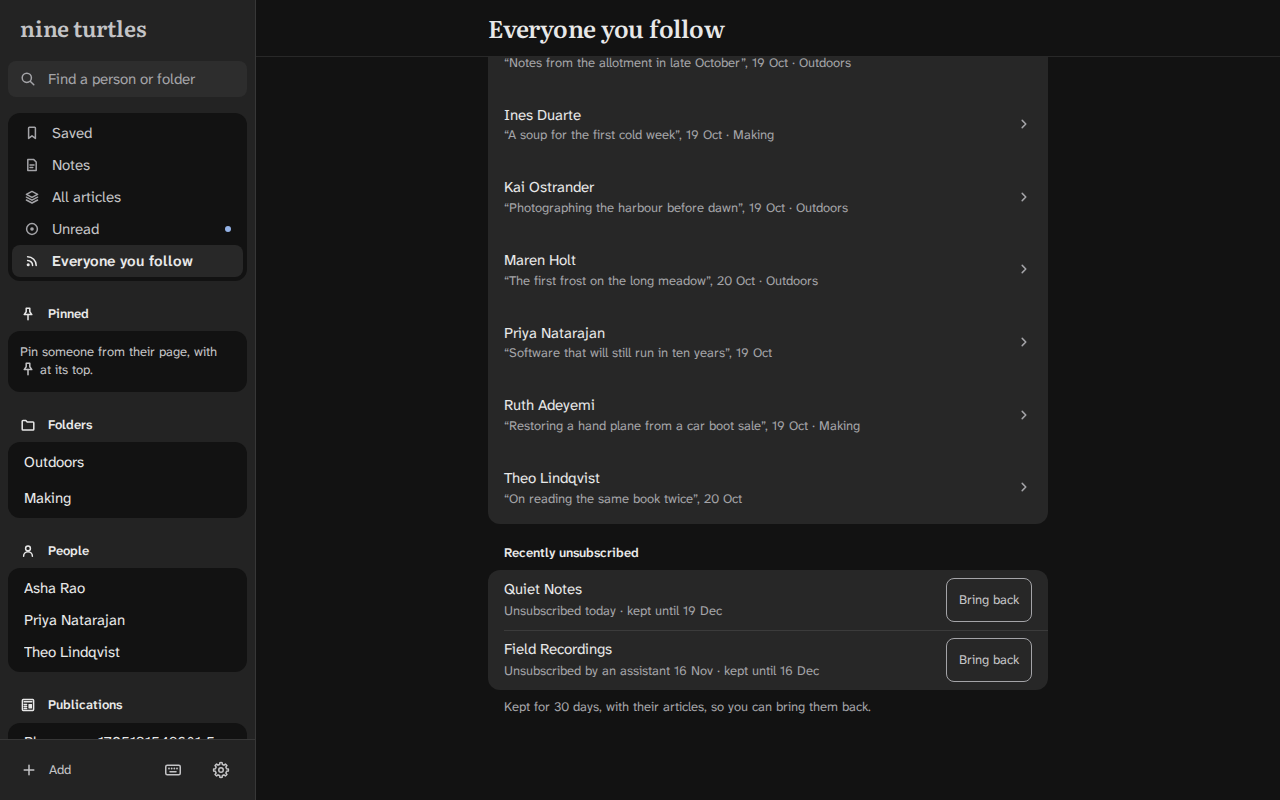 nine turtles
Find a person or folder
Saved
Notes
All articles
Unread
Everyone you follow
Pinned
Pin someone from their page, with
at its top.
Folders
Outdoors
Making
People
Asha Rao
Priya Natarajan
Theo Lindqvist
Publications
Add
Everyone you follow
“Notes from the allotment in late October”, 19 Oct · Outdoors
Ines Duarte
“A soup for the first cold week”, 19 Oct · Making
Kai Ostrander
“Photographing the harbour before dawn”, 19 Oct · Outdoors
Maren Holt
“The first frost on the long meadow”, 20 Oct · Outdoors
Priya Natarajan
“Software that will still run in ten years”, 19 Oct
Ruth Adeyemi
“Restoring a hand plane from a car boot sale”, 19 Oct · Making
Theo Lindqvist
“On reading the same book twice”, 20 Oct
Recently unsubscribed
Quiet Notes
Unsubscribed today · kept until 19 Dec
Bring back
Field Recordings
Unsubscribed by an assistant 16 Nov · kept until 16 Dec
Bring back
Kept for 30 days, with their articles, so you can bring them back.